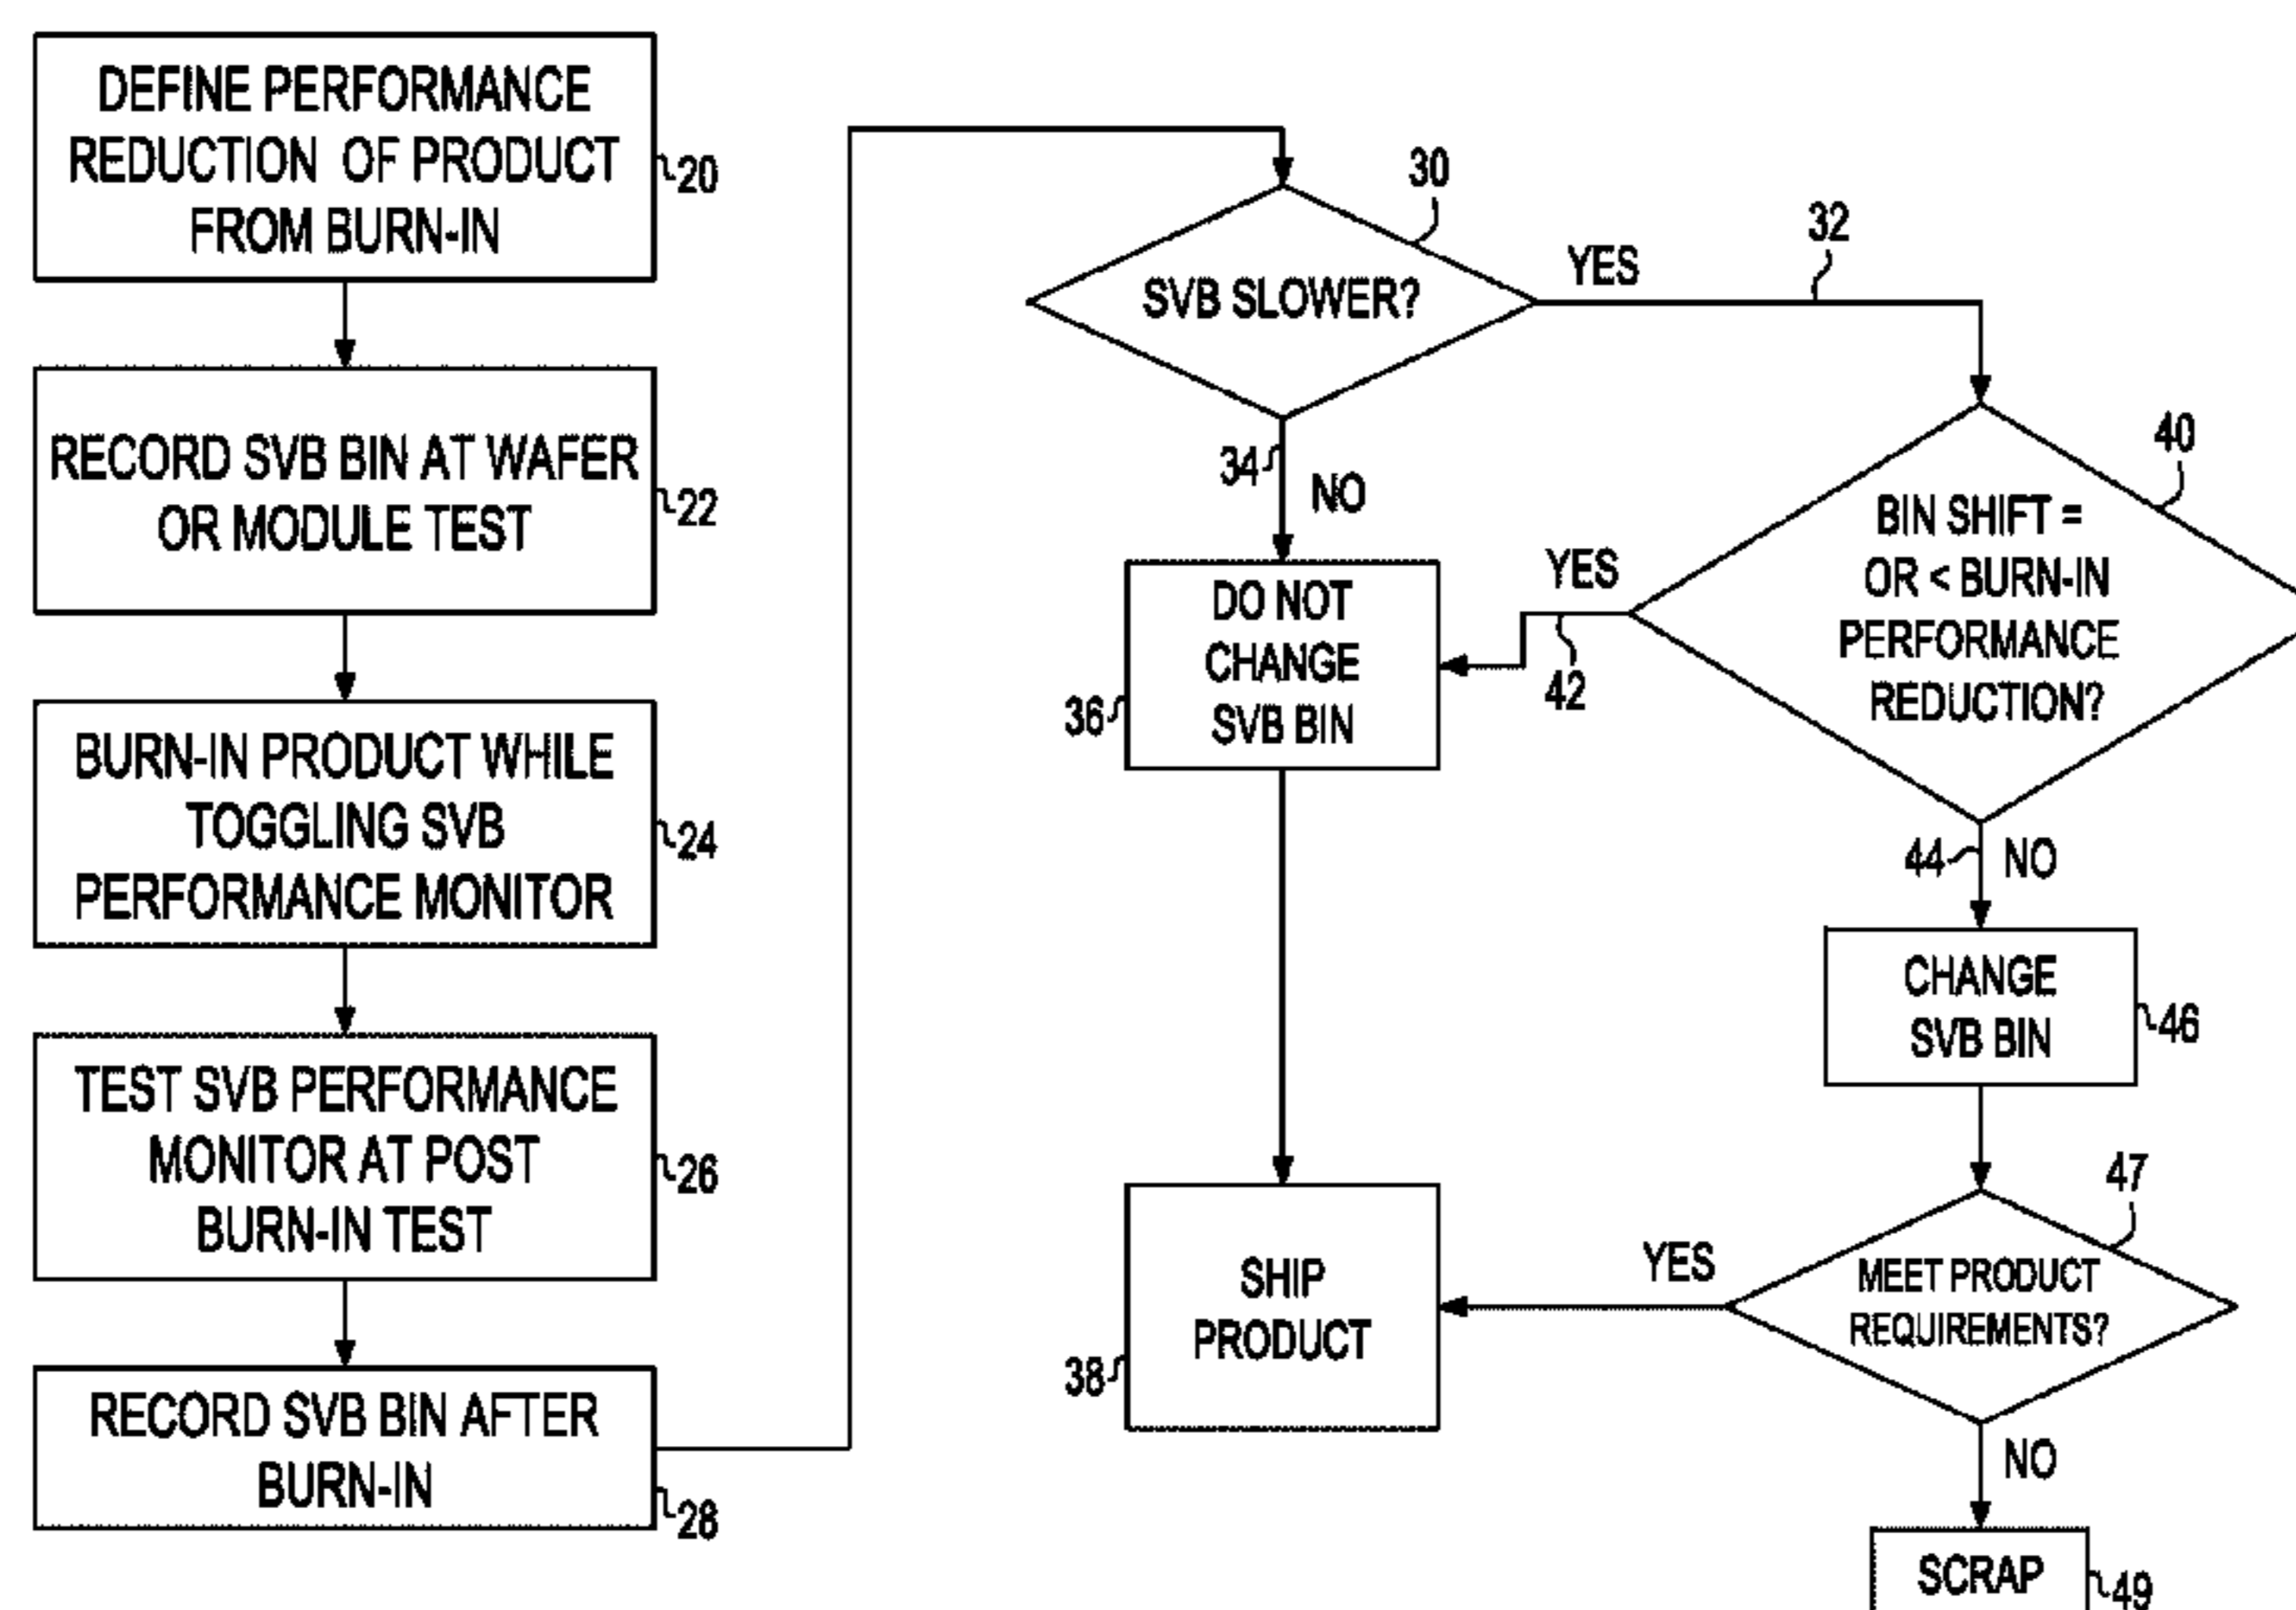 DEFINE PERFORMANCE
REDUCTION OF PRODUCT
FROM BURN-IN
20
RECORD SVB BIN AT WAFER
OR MODULE TEST
22
BURN-IN PRODUCT WHILE
TOGGLING SVB
PERFORMANCE MONITOR
24
TEST SVB PERFORMANCE
MONITOR AT POST
BURN-IN TEST
26
RECORD SVB BIN AFTER
BURN-IN
28
30
SVB SLOWER?
YES
32
34
NO
DO NOT
CHANGE
SVB BIN
36
40
BIN SHIFT =
OR < BURN-IN
PERFORMANCE
REDUCTION?
YES
42
44
NO
CHANGE
SVB BIN
46
47
MEET PRODUCT
REQUIREMENTS?
YES
SHIP
PRODUCT
38
NO
SCRAP
49